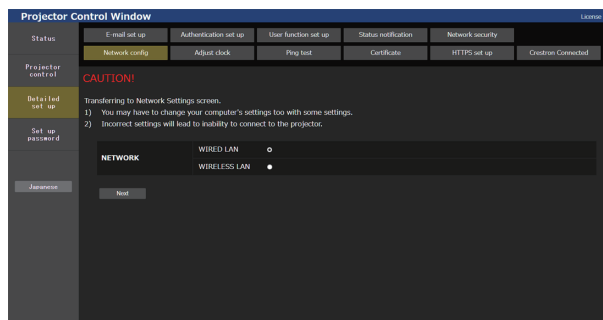 Projector Control Window
License
Status
E-mail set up
Authentication set up
User function set up
Status notification
Network security
Network config
Adjust clock
Ping test
Certificate
HTTPS set up
Crestron Connected
Projector
control
CAUTION!
Detailed
set up
Transferring to Network Settings screen.
1) You may have to change your computer's settings too with some settings.
2) Incorrect settings will lead to inability to connect to the projector.
Set up
password
NETWORK
WIRED LAN
WIRELESS LAN
Japanese
Next